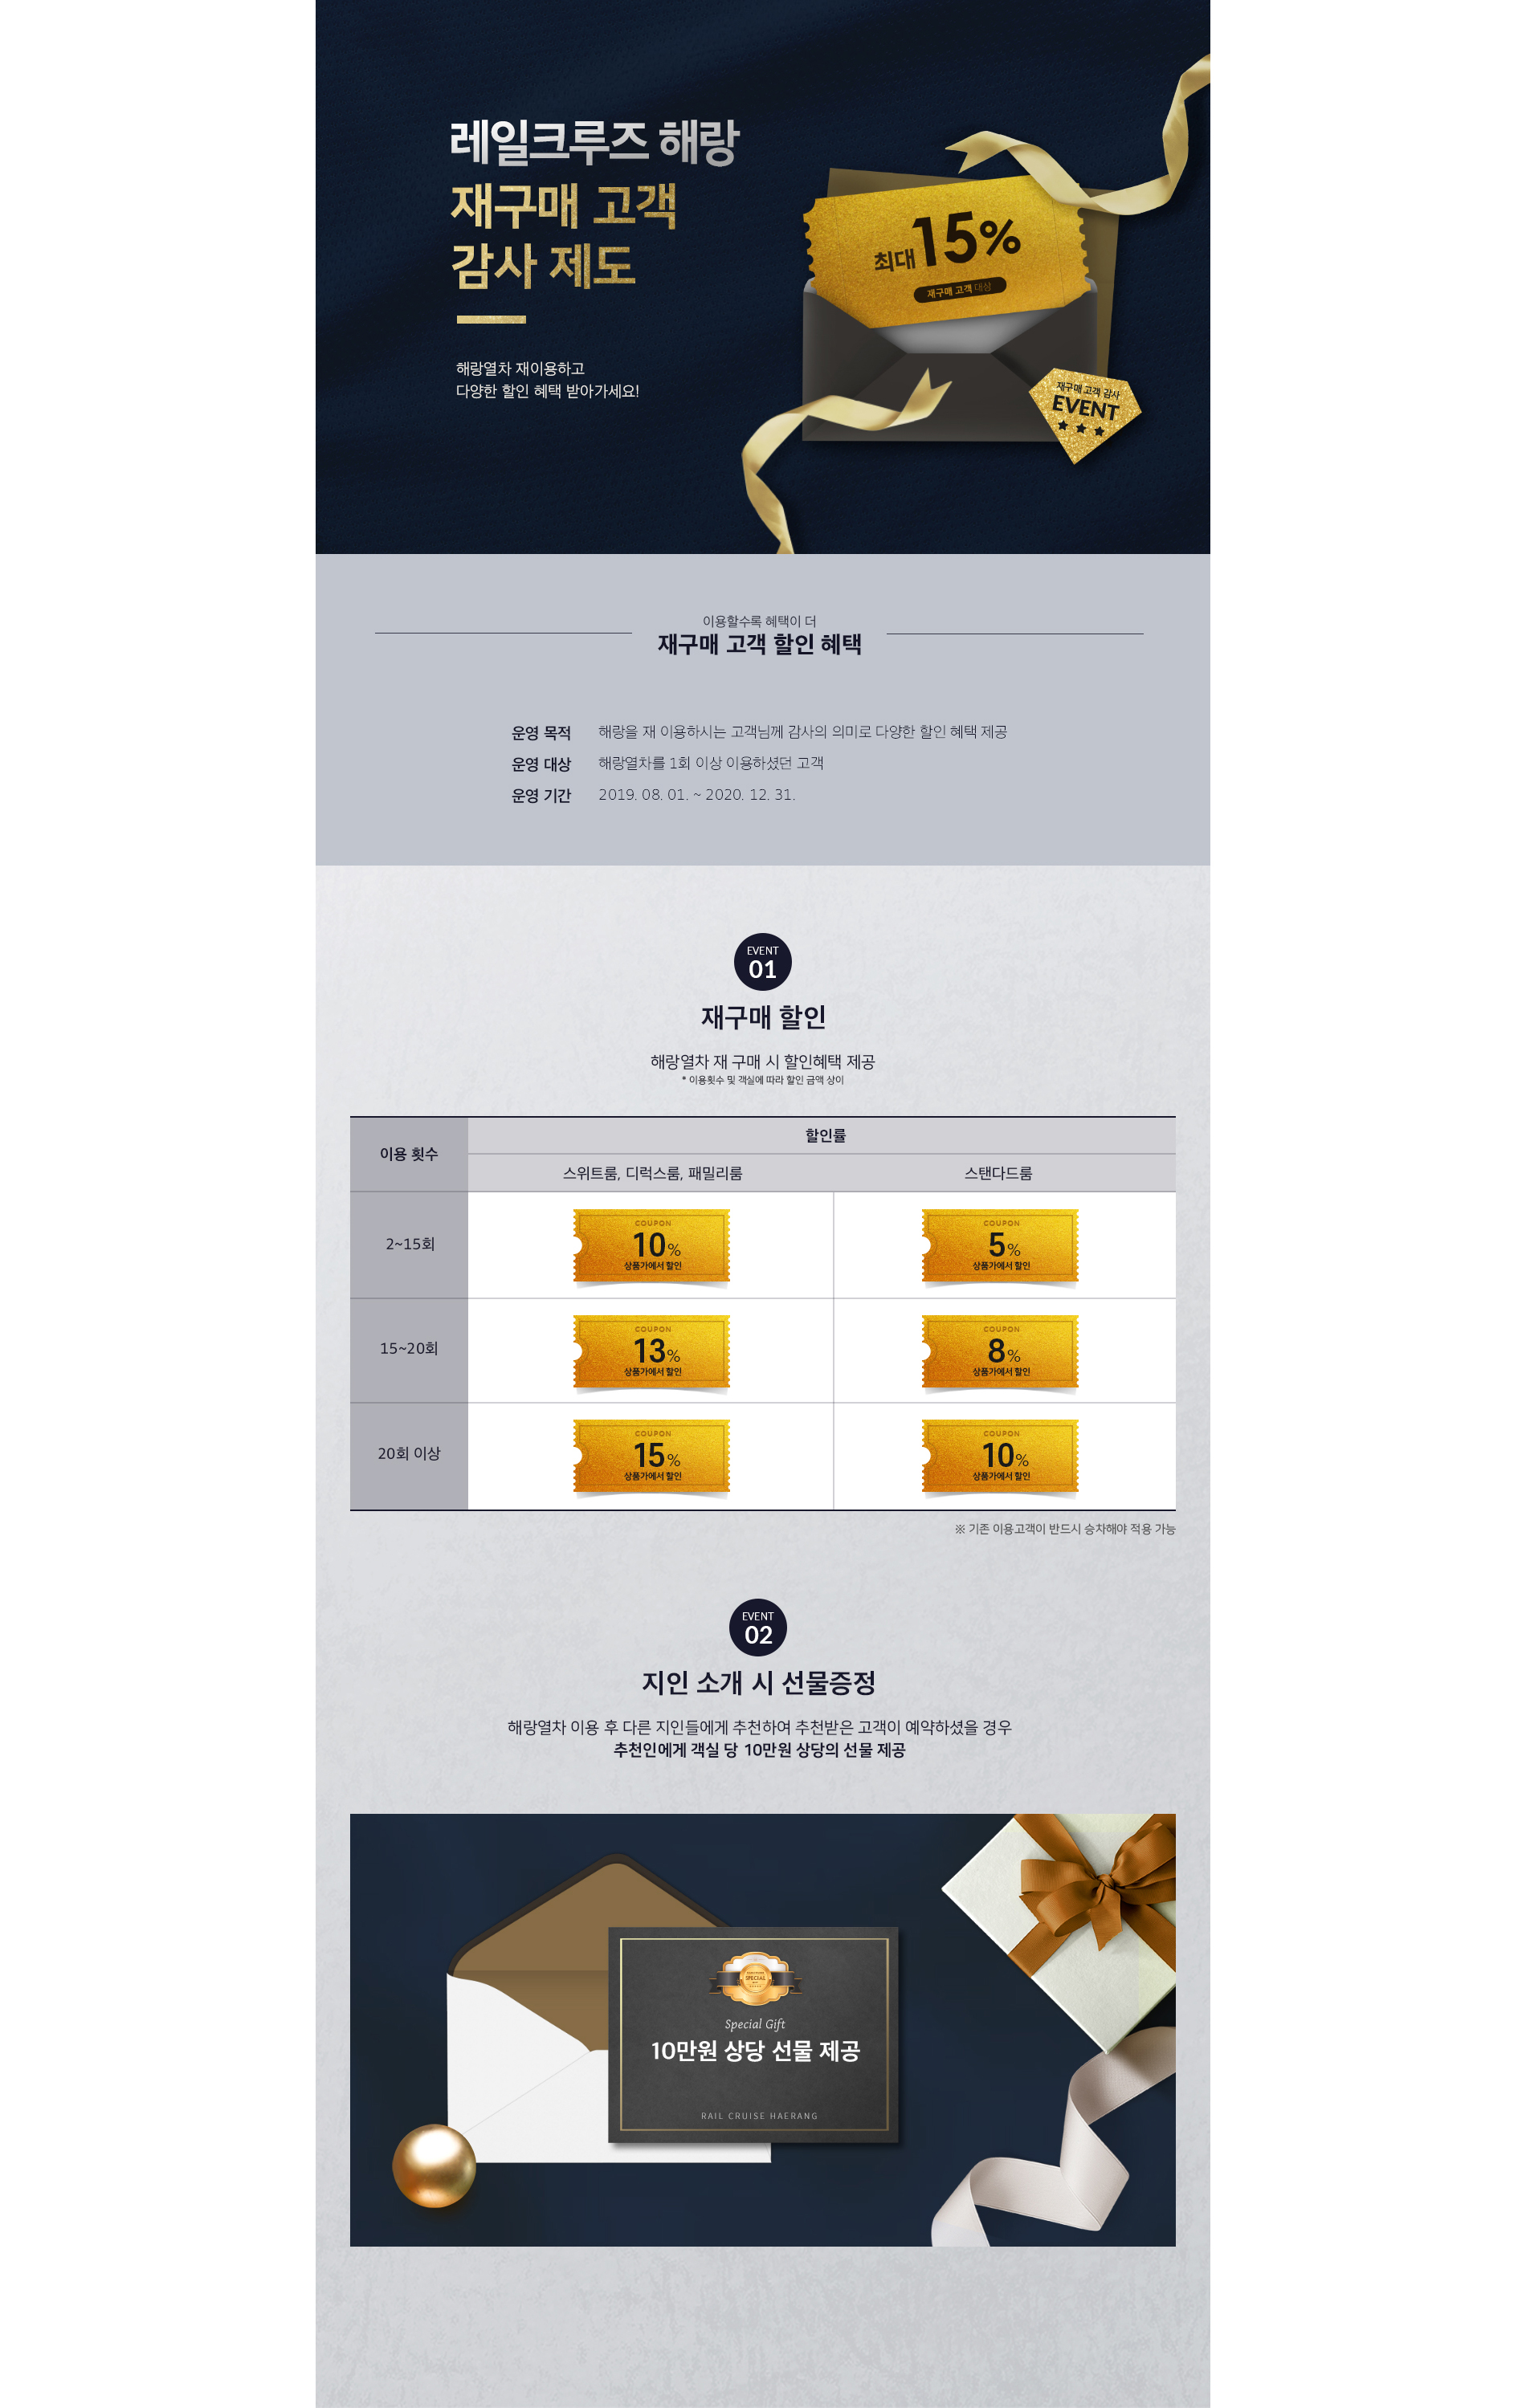 레일크루즈 해랑
재구매 고객
감사 제도
해랑열차 재이용하고
다양한 할인 혜택 받아가세요!
최대 15%
재구매 고객 대상
재구매 고객 감사
EVENT
이용할수록 혜택이 더
재구매 고객 할인 혜택
운영 목적 해랑을 재 이용하시는 고객님께 감사의 의미로 다양한 할인 혜택 제공
운영 대상 해랑열차를 1회 이상 이용하셨던 고객
운영 기간 2019. 08. 01. ~ 2020. 12. 31.
EVENT
01
재구매 할인
해랑열차 재 구매 시 할인혜택 제공
* 이용횟수 및 객실에 따라 할인 금액 상이
이용 횟수
할인률
스위트룸, 디럭스룸, 패밀리룸
스탠다드룸
2~15회
COUPON
10%
상품가에서 할인
COUPON
5%
상품가에서 할인
15~20회
COUPON
13%
상품가에서 할인
COUPON
8%
상품가에서 할인
20회 이상
COUPON
15%
상품가에서 할인
COUPON
10%
상품가에서 할인
※ 기존 이용고객이 반드시 승차해야 적용 가능
EVENT
02
지인 소개 시 선물증정
해랑열차 이용 후 다른 지인들에게 추천하여 추천받은 고객이 예약하셨을 경우
추천인에게 객실 당 10만원 상당의 선물 제공
SPECIAL
Special Gift
10만원 상당 선물 제공
RAIL CRUISE HAERANG